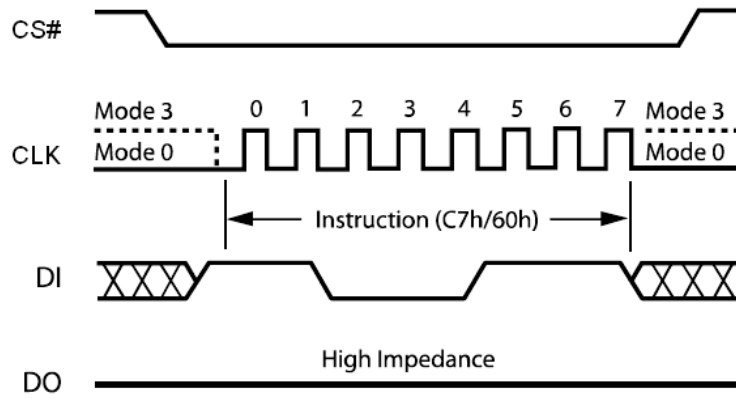 CS#
Mode 3 0 1 2 3 4 5 6 7 Mode 3
CLK Mode 0 Mode 0
Instruction (C7h/60h)
DI
High Impedance
DO